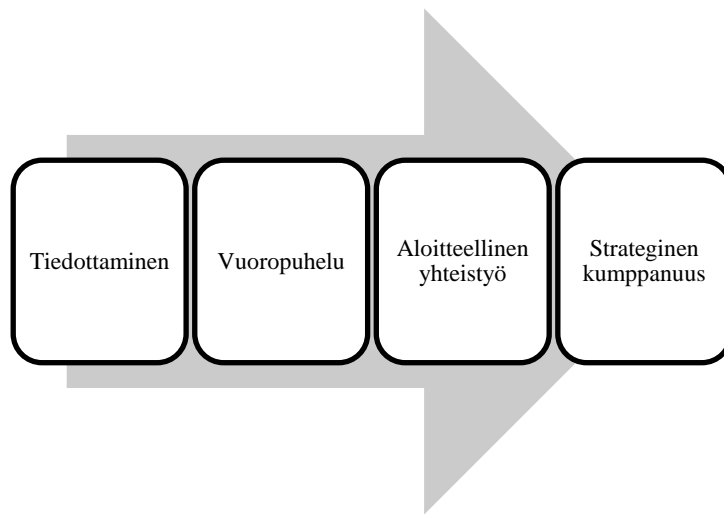 Tiedottaminen
Vuoropuhelu
Aloitteellinen
yhteistyö
Strateginen
kumppanuus